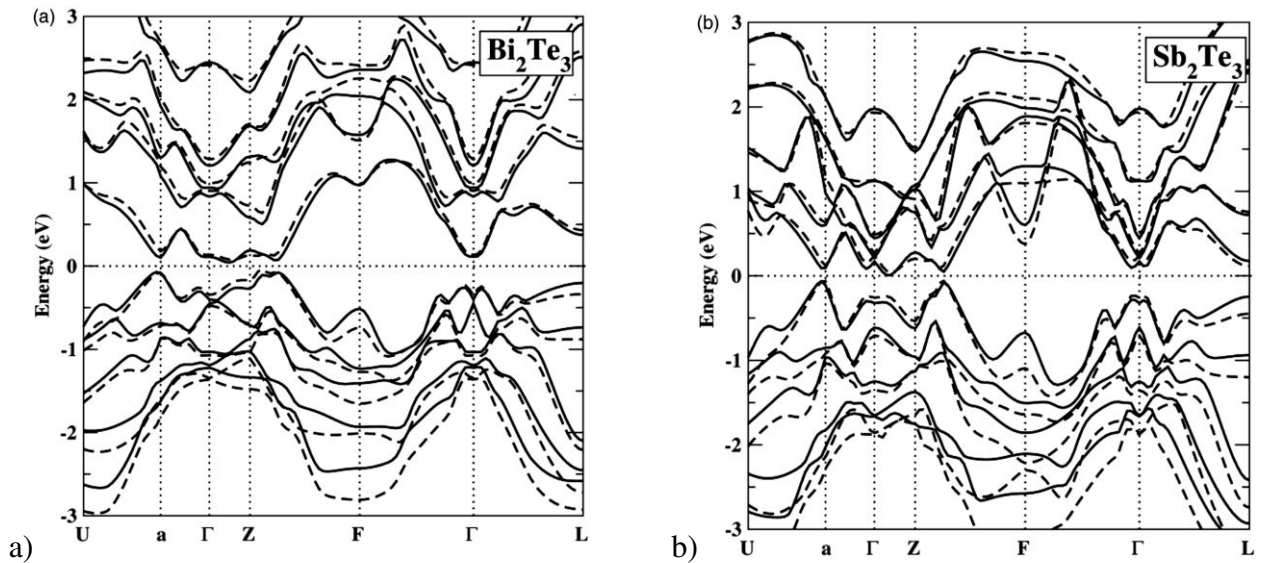 (a)
Bi2Te3
Energy (eV)
3
2
1
0
-1
-2
-3
U a Γ Z F Γ L
a)
(b)
Sb2Te3
Energy (eV)
3
2
1
0
-1
-2
-3
U a Γ Z F Γ L
b)